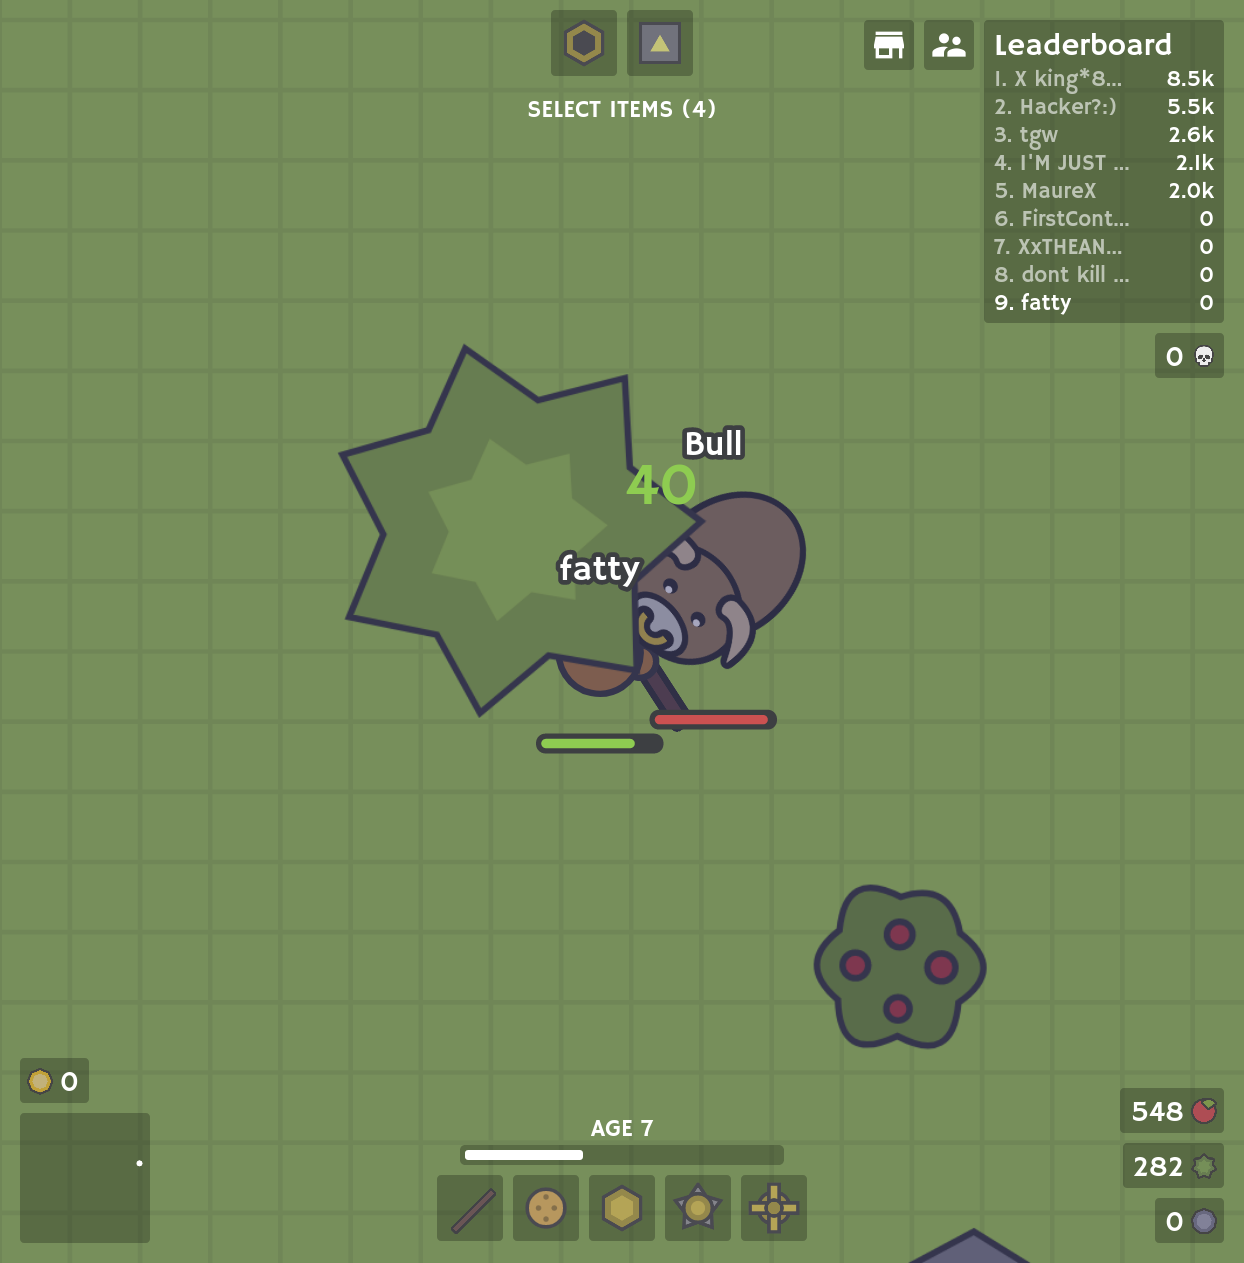 SELECT ITEMS (4)
Leaderboard
1. X king*8... 8.5k
2. Hacker?:) 5.5k
3. tgw 2.6k
4. I'M JUST ... 2.1k
5. MaureX 2.0k
6. FirstCont... 0
7. XxTHEAN... 0
8. dont kill ... 0
9. fatty 0
0
Bull
40
fatty
0
AGE 7
548
282
0